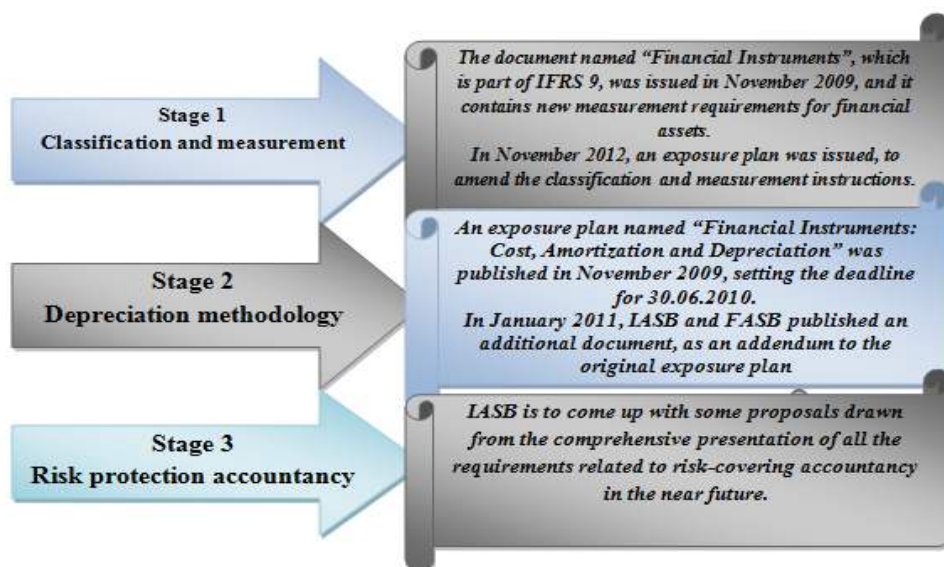 Stage 1
Classification and measurement
The document named “Financial Instruments”, which
is part of IFRS 9, was issued in November 2009, and it
contains new measurement requirements for financial
assets.
In November 2012, an exposure plan was issued, to
amend the classification and measurement instructions.
Stage 2
Depreciation methodology
An exposure plan named “Financial Instruments:
Cost, Amortization and Depreciation” was
published in November 2009, setting the deadline
for 30.06.2010.
In January 2011, IASB and FASB published an
additional document, as an addendum to the
original exposure plan
Stage 3
Risk protection accountancy
IASB is to come up with some proposals drawn
from the comprehensive presentation of all the
requirements related to risk-covering accountancy
in the near future.